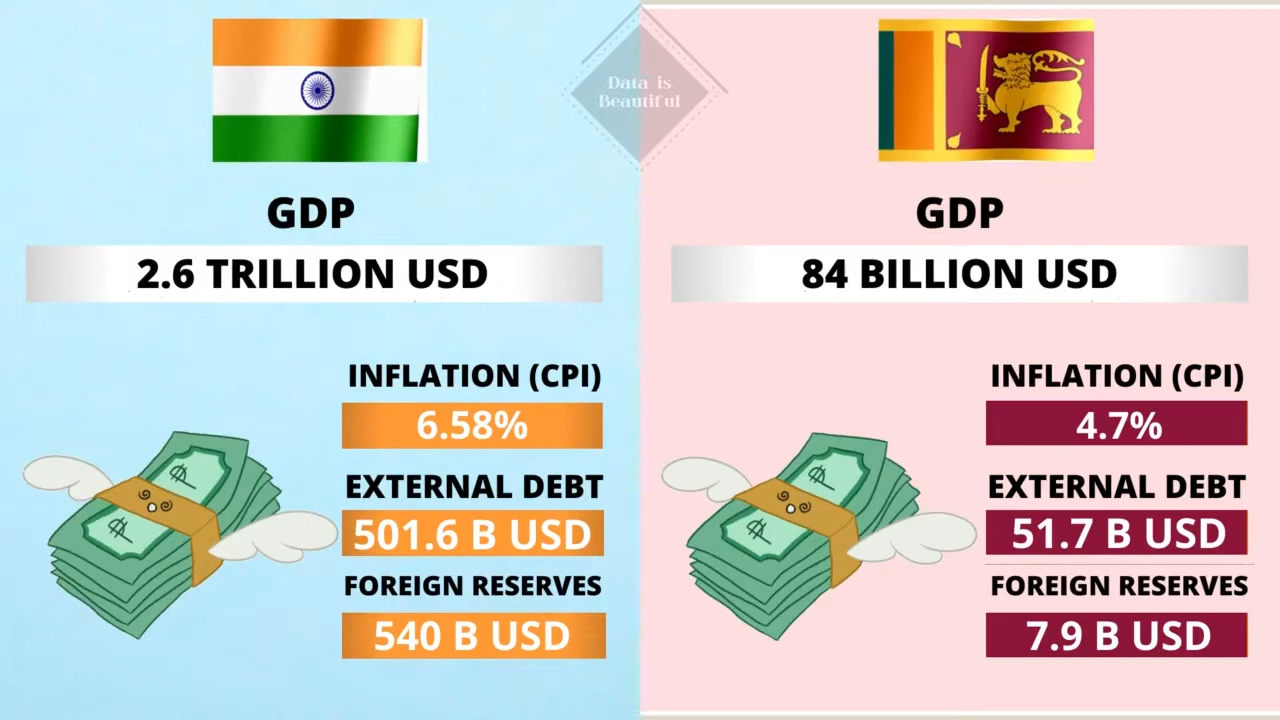 Data is
Beautiful
GDP
2.6 TRILLION USD
INFLATION (CPI)
6.58%
EXTERNAL DEBT
501.6 B USD
FOREIGN RESERVES
540 B USD
GDP
84 BILLION USD
INFLATION (CPI)
4.7%
EXTERNAL DEBT
51.7 B USD
FOREIGN RESERVES
7.9 B USD